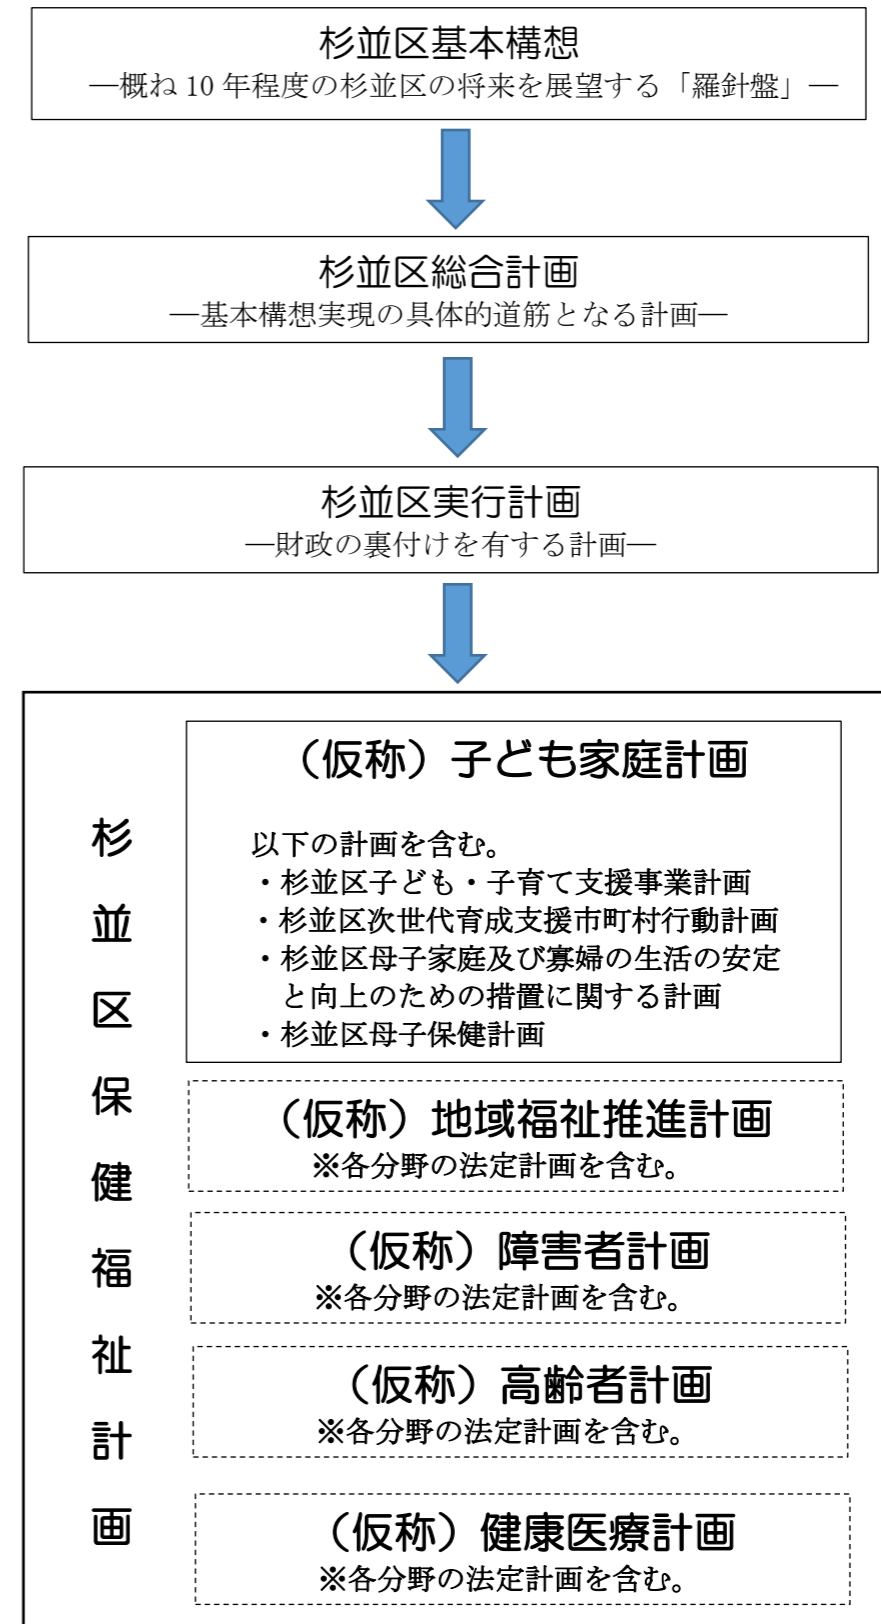 杉並区基本構想
―概ね 10 年程度の杉並区の将来を展望する「羅針盤」―
杉並区総合計画
―基本構想実現の具体的道筋となる計画―
杉並区実行計画
―財政の裏付けを有する計画―
杉並区保健福祉計画
（仮称）子ども家庭計画
以下の計画を含む。
・杉並区子ども・子育て支援事業計画
・杉並区次世代育成支援市町村行動計画
・杉並区母子家庭及び寡婦の生活の安定
と向上のための措置に関する計画
・杉並区母子保健計画
（仮称）地域福祉推進計画
※各分野の法定計画を含む。
（仮称）障害者計画
※各分野の法定計画を含む。
（仮称）高齢者計画
※各分野の法定計画を含む。
（仮称）健康医療計画
※各分野の法定計画を含む。